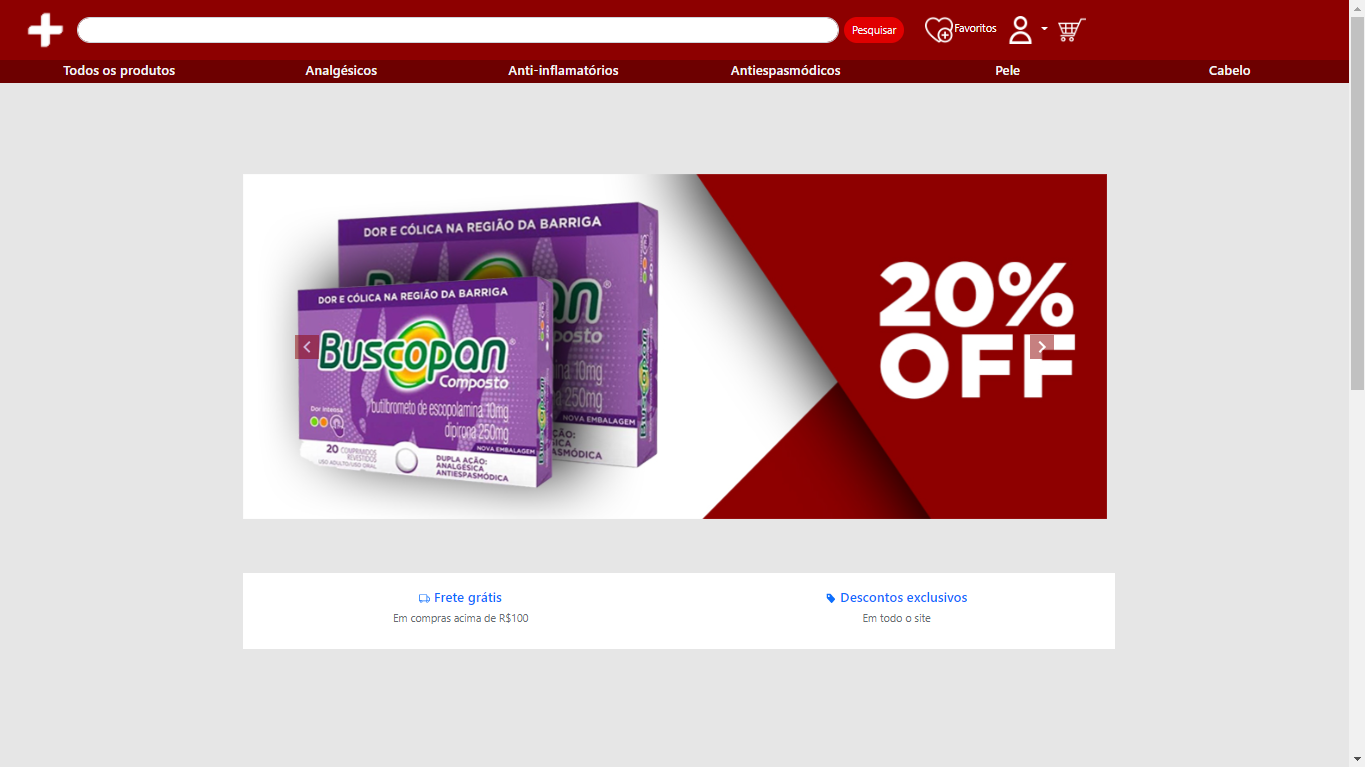 Pesquisar
Favoritos
Todos os produtos
Analgésicos
Anti-inflamatórios
Antiespasmódicos
Pele
Cabelo
DOR E CÓLICA NA REGIÃO DA BARRIGA
DOR E CÓLICA NA REGIÃO DA BARRIGA
Buscopan®
Composto
butilbrometo de escopolamina 10mg
dipirona 250mg
Dor intensa
NOVA EMBALAGEM
20 COMPRIMIDOS
REVESTIDOS
USO ADULTO/USO ORAL
DUPLA AÇÃO:
ANALGÉSICA
ANTIESPASMÓDICA
NOVA EMBALAGEM
20%
OFF
Frete grátis
Em compras acima de R$100
Descontos exclusivos
Em todo o site